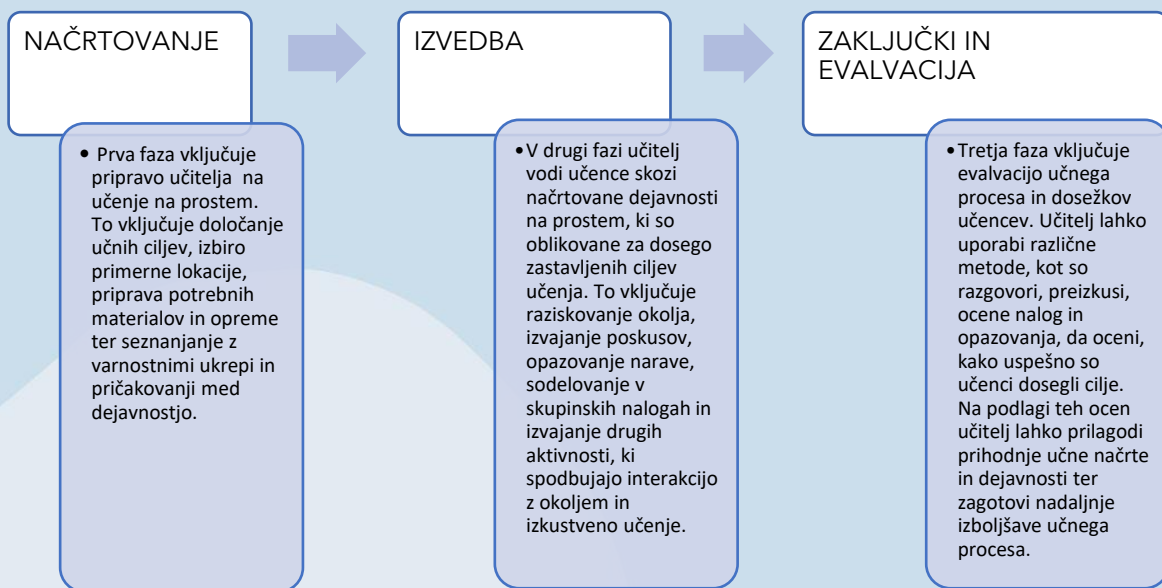 NAČRTOVANJE
• Prva faza vključuje
pripravo učitelja na
učenje na prostem.
To vključuje določanje
učnih ciljev, izbiro
primerne lokacije,
priprava potrebnih
materialov in opreme
ter seznanjanje z
varnostnimi ukrepi in
pričakovanji med
dejavnostjo.
IZVEDBA
•V drugi fazi učitelj
vodi učence skozi
načrtovane dejavnosti
na prostem, ki so
oblikovane za dosego
zastavljenih ciljev
učenja. To vključuje
raziskovanje okolja,
izvajanje poskusov,
opazovanje narave,
sodelovanje v
skupinskih nalogah in
izvajanje drugih
aktivnosti, ki
spodbujajo interakcijo
z okoljem in
izkustveno učenje.
ZAKLJUČKI IN
EVALVACIJA
•Tretja faza vključuje
evalvacijo učnega
procesa in dosežkov
učencev. Učitelj lahko
uporabi različne
metode, kot so
razgovori, preizkusi,
ocene nalog in
opazovanja, da oceni,
kako uspešno so
učenci dosegli cilje.
Na podlagi teh ocen
učitelj lahko prilagodi
prihodnje učne načrte
in dejavnosti ter
zagotovi nadaljnje
izboljšave učnega
procesa.